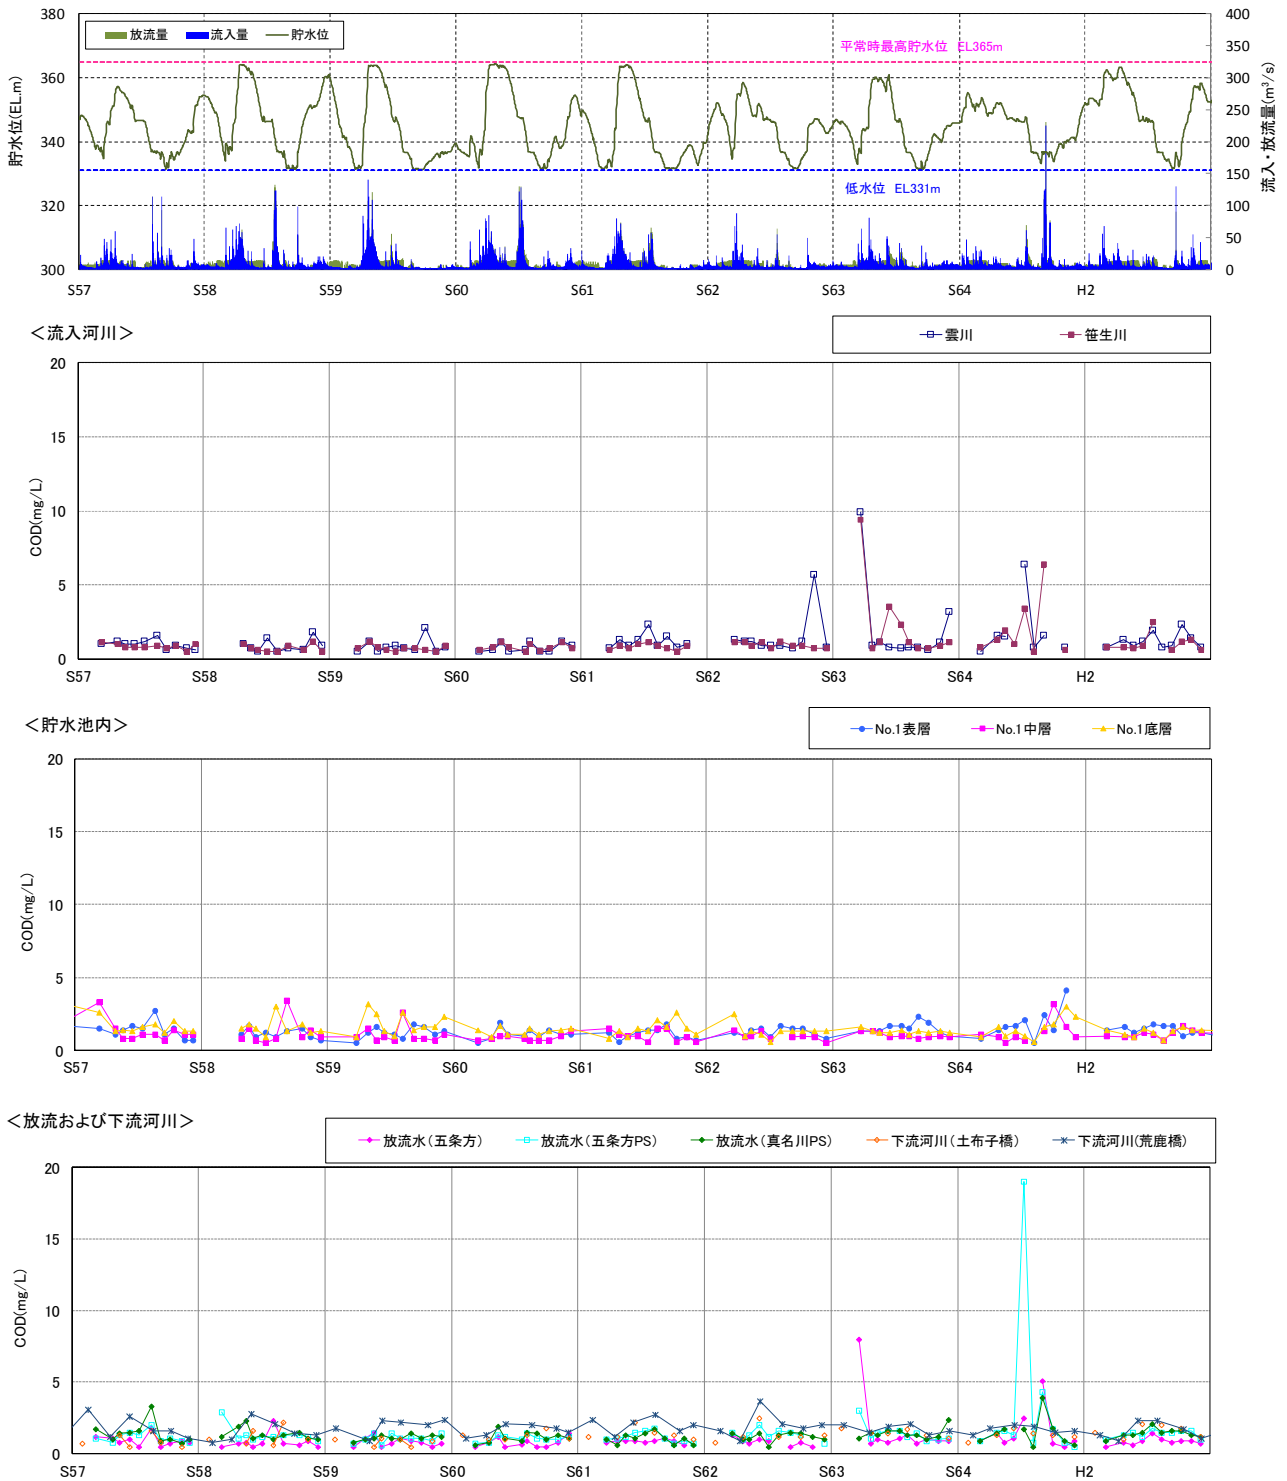 380
360
340
320
300
貯水位(EL.m)
放流量 流入量 貯水位
平常時最高貯水位 EL365m
低水位 EL331m
400
350
300
250
200
150
100
50
0
流入・放流量(m³/s)
S57 S58 S59 S60 S61 S62 S63 S64 H2
＜流入河川＞
雲川 笹生川
20
15
10
5
0
COD(mg/L)
S57 S58 S59 S60 S61 S62 S63 S64 H2
＜貯水池内＞
No.1表層 No.1中層 No.1底層
20
15
10
5
0
COD(mg/L)
S57 S58 S59 S60 S61 S62 S63 S64 H2
＜放流および下流河川＞
放流水（五条方） 放流水（五条方PS） 放流水（真名川PS） 下流河川（土布子橋） 下流河川（荒鹿橋）
20
15
10
5
0
COD(mg/L)
S57 S58 S59 S60 S61 S62 S63 S64 H2